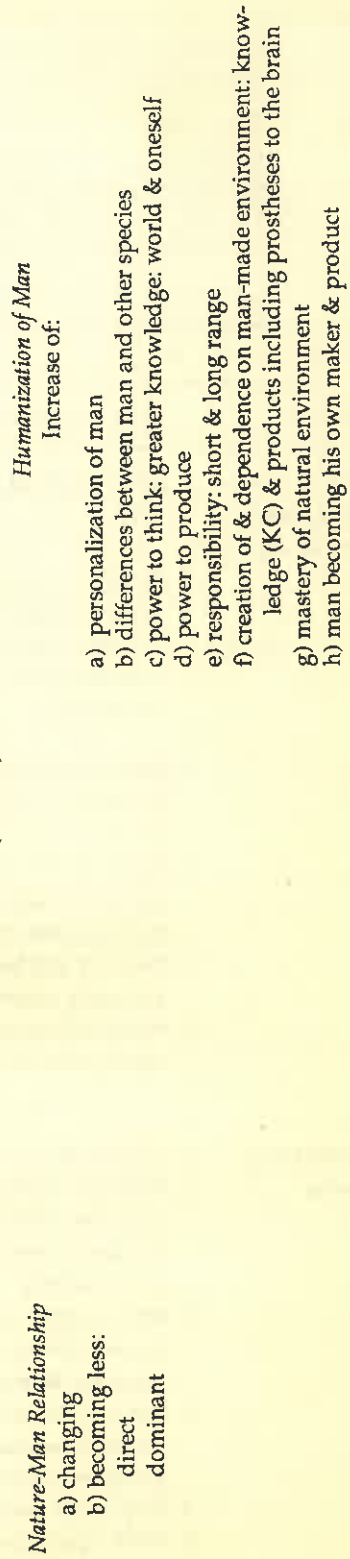 Nature-Man Relationship
a) changing
b) becoming less:
direct
dominant
Humanization of Man
Increase of:
a) personalization of man
b) differences between man and other species
c) power to think: greater knowledge: world & oneself
d) power to produce
e) responsibility: short & long range
f) creation of & dependence on man-made environment: know-
ledge (KC) & products including prostheses to the brain
g) mastery of natural environment
h) man becoming his own maker & product